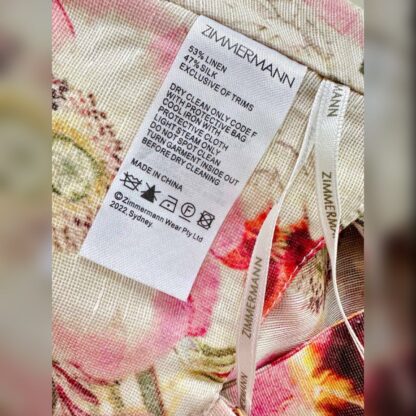 ZIMMERMANN
53% LINEN
47% SILK
EXCLUSIVE OF TRIMS
DRY CLEAN ONLY CODE F
WITH PROTECTIVE BAG
COOL IRON WITH
PROTECTIVE CLOTH
LIGHT STEAM ONLY
DO NOT SPOT CLEAN
TURN GARMENT INSIDE OUT
BEFORE DRY CLEANING
MADE IN CHINA
©Zimmermann Wear Pty Ltd
2022, Sydney.
ZIMMERMANN
ZIMMERMANN